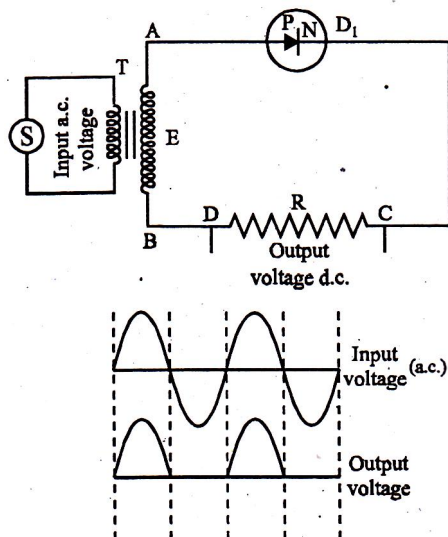 A
P N D1
T
S
Input a.c.
voltage
E
D R C
B
Output
voltage d.c.
Input
voltage (a.c.)
Output
voltage